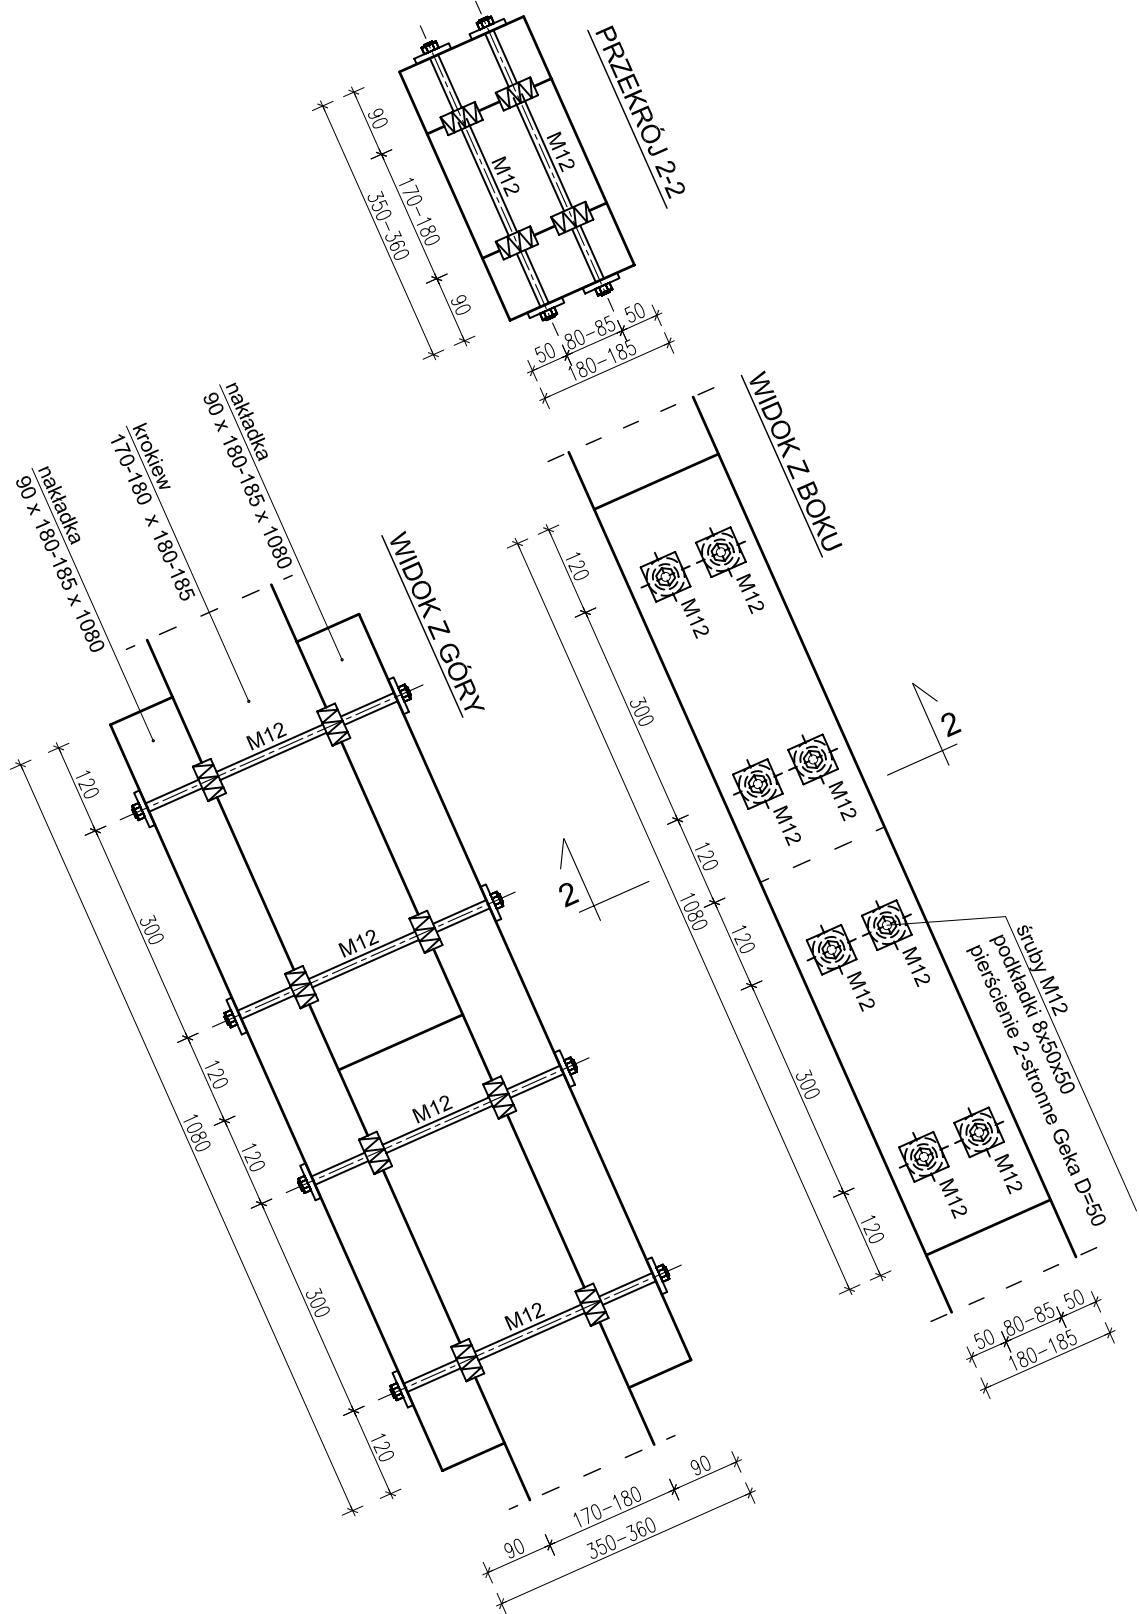 PRZEKRÓJ 2-2
M12
M12
90
170-180
90
350-360
50
80-85
50
180-185
WIDOK Z BOKU
M12
M12
M12
M12
M12
M12
M12
M12
120
300
120
120
300
120
1080
2
2
śruby M12
podkładki 8x50x50
pierścienie 2-stronne Geka D=50
50
80-85
50
180-185
WIDOK Z GÓRY
nakładka
90 x 180-185 x 1080
krokiew
170-180 x 180-185
nakładka
90 x 180-185 x 1080
M12
M12
M12
M12
120
300
120
120
300
120
1080
90
170-180
90
350-360